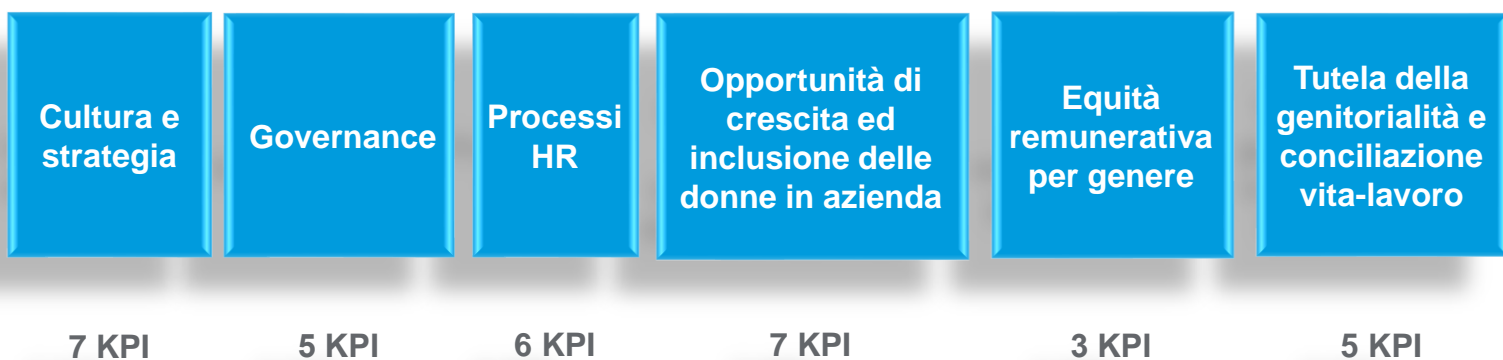 Cultura e
strategia
Governance
Processi
HR
Opportunità di
crescita ed
inclusione delle
donne in azienda
Equità
remunerativa
per genere
Tutela della
genitorialità e
conciliazione
vita-lavoro
7 KPI
5 KPI
6 KPI
7 KPI
3 KPI
5 KPI